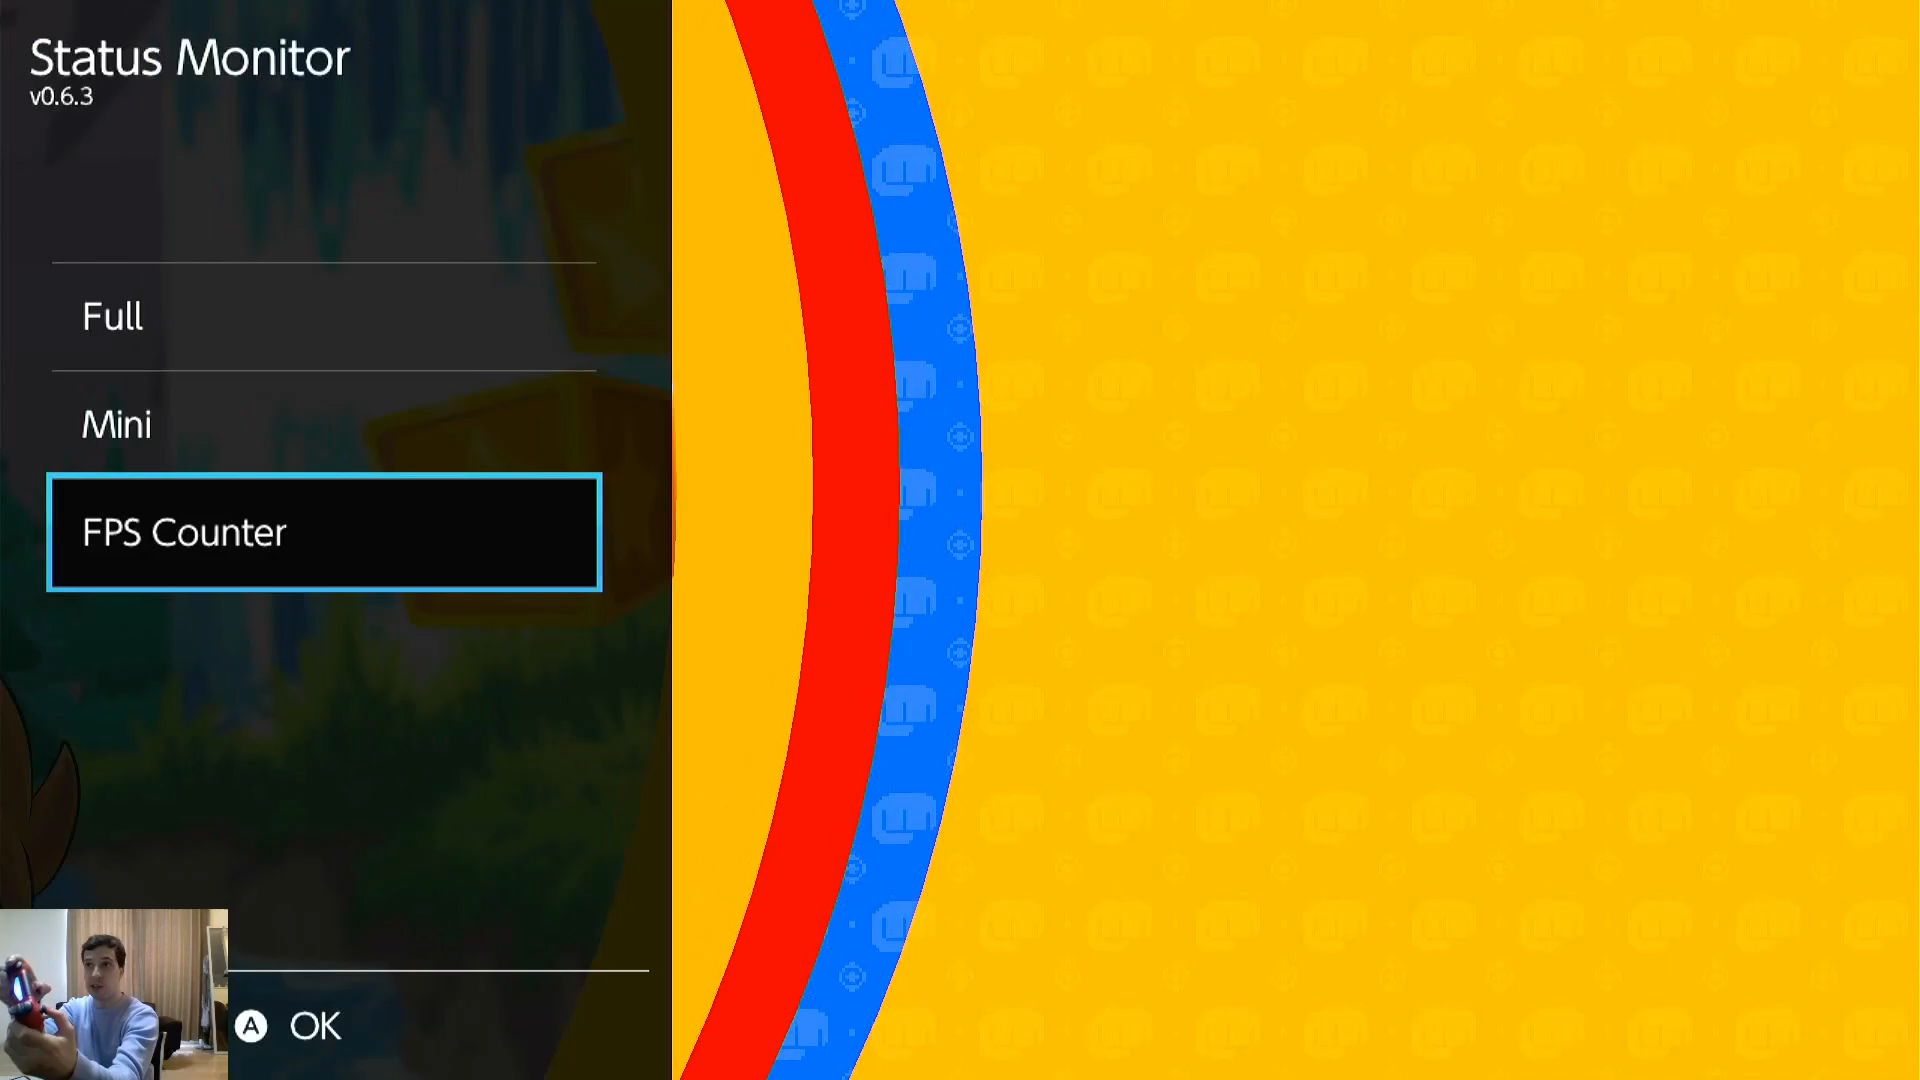 Status Monitor
v0.6.3
Full
Mini
FPS Counter
A OK